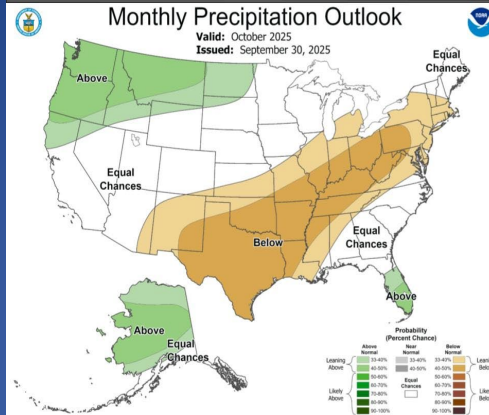 Monthly Precipitation Outlook
Valid: October 2025
Issued: September 30, 2025
NOAA
Equal
Chances
Above
Equal
Chances
Below
Equal
Chances
Above
Above
Equal
Chances
Probability
(Percent Chance)
Above
Normal
Near
Normal
Below
Normal
Leaning
Above
33-40%
40-50%
33-40%
40-50%
33-40%
40-50%
Likely
Above
50-60%
60-70%
70-80%
80-90%
90-100%
Equal
Chances
50-60%
60-70%
70-80%
80-90%
90-100%